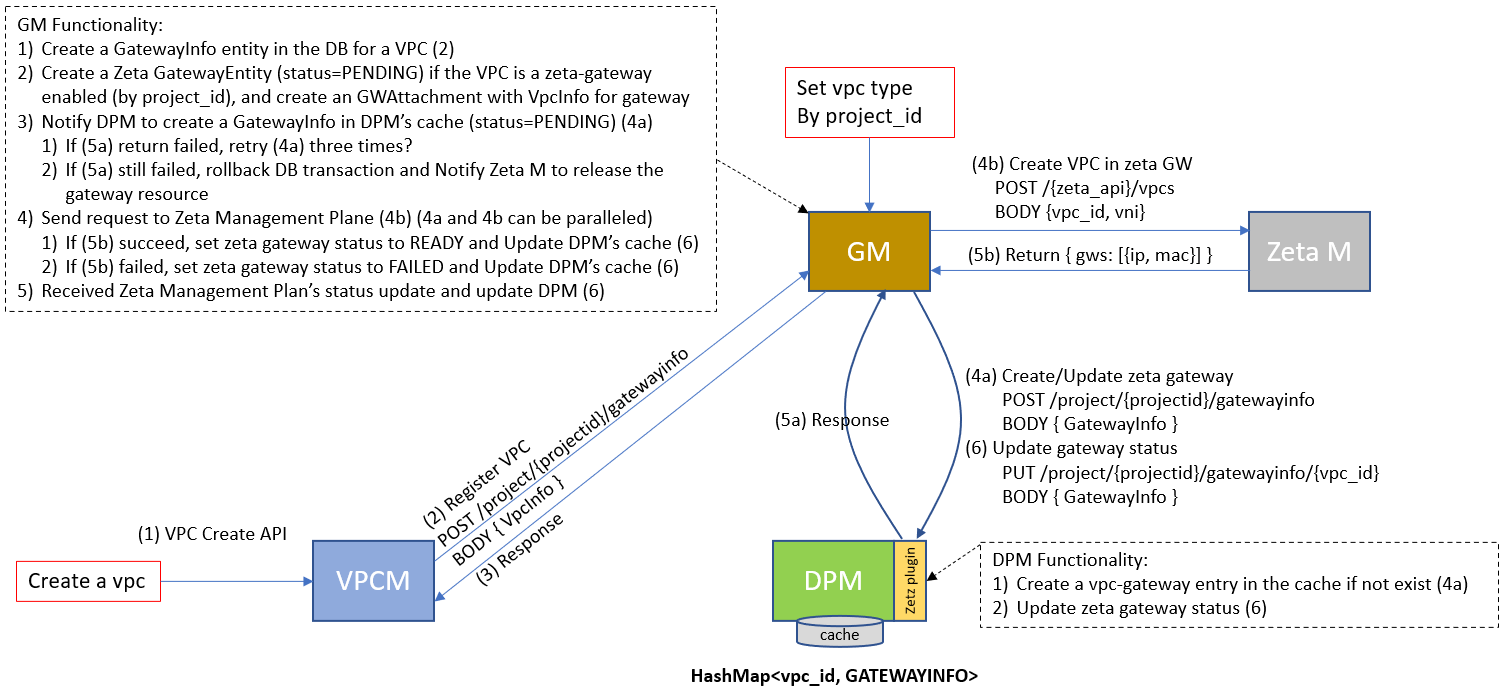 GM Functionality:
1) Create a GatewayInfo entity in the DB for a VPC (2)
2) Create a Zeta GatewayEntity (status=PENDING) if the VPC is a zeta-gateway
enabled (by project_id), and create an GWAttachment with VpcInfo for gateway
3) Notify DPM to create a GatewayInfo in DPM's cache (status=PENDING) (4a)
1) If (5a) return failed, retry (4a) three times?
2) If (5a) still failed, rollback DB transaction and Notify Zeta M to release the
gateway resource
4) Send request to Zeta Management Plane (4b) (4a and 4b can be paralleled)
1) If (5b) succeed, set zeta gateway status to READY and Update DPM's cache (6)
2) If (5b) failed, set zeta gateway status to FAILED and Update DPM's cache (6)
5) Received Zeta Management Plan's status update and update DPM (6)
Set vpc type
By project_id
(4b) Create VPC in zeta GW
POST /{zeta_api}/vpcs
BODY {vpc_id, vni}
GM
Zeta M
(5b) Return { gws: [{ip, mac}] }
(4a) Create/Update zeta gateway
POST /project/{projectid}/gatewayinfo
BODY { GatewayInfo }
(5a) Response
(6) Update gateway status
PUT /project/{projectid}/gatewayinfo/{vpc_id}
BODY { GatewayInfo }
(2) Register VPC
POST /project/{projectid}/gatewayinfo
BODY { VpcInfo }
(3) Response
(1) VPC Create API
Create a vpc
VPCM
DPM
Zetz plugin
cache
DPM Functionality:
1) Create a vpc-gateway entry in the cache if not exist (4a)
2) Update zeta gateway status (6)
HashMap<vpc_id, GATEWAYINFO>